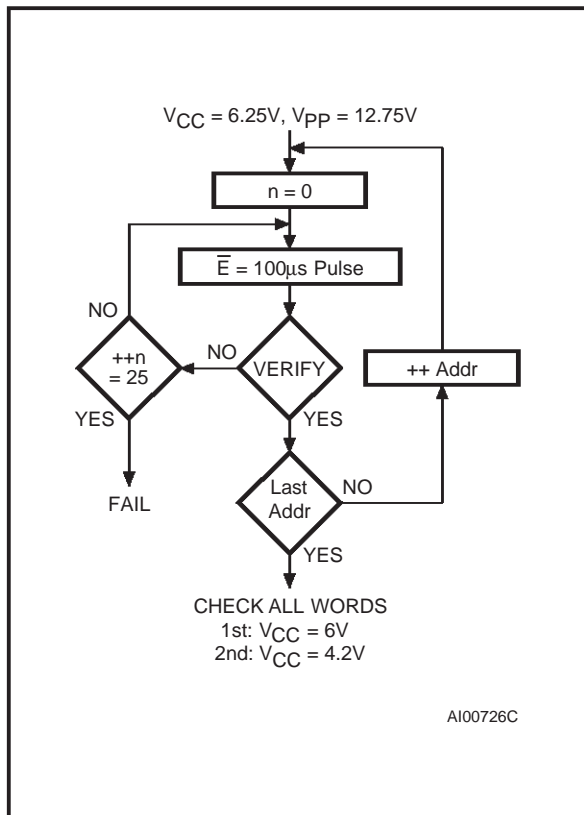 VCC = 6.25V, VPP = 12.75V
n = 0
E̅ = 100μs Pulse
NO
++n
= 25
NO
VERIFY
++ Addr
YES
YES
FAIL
Last
Addr
NO
YES
CHECK ALL WORDS
1st: VCC = 6V
2nd: VCC = 4.2V
AI00726C